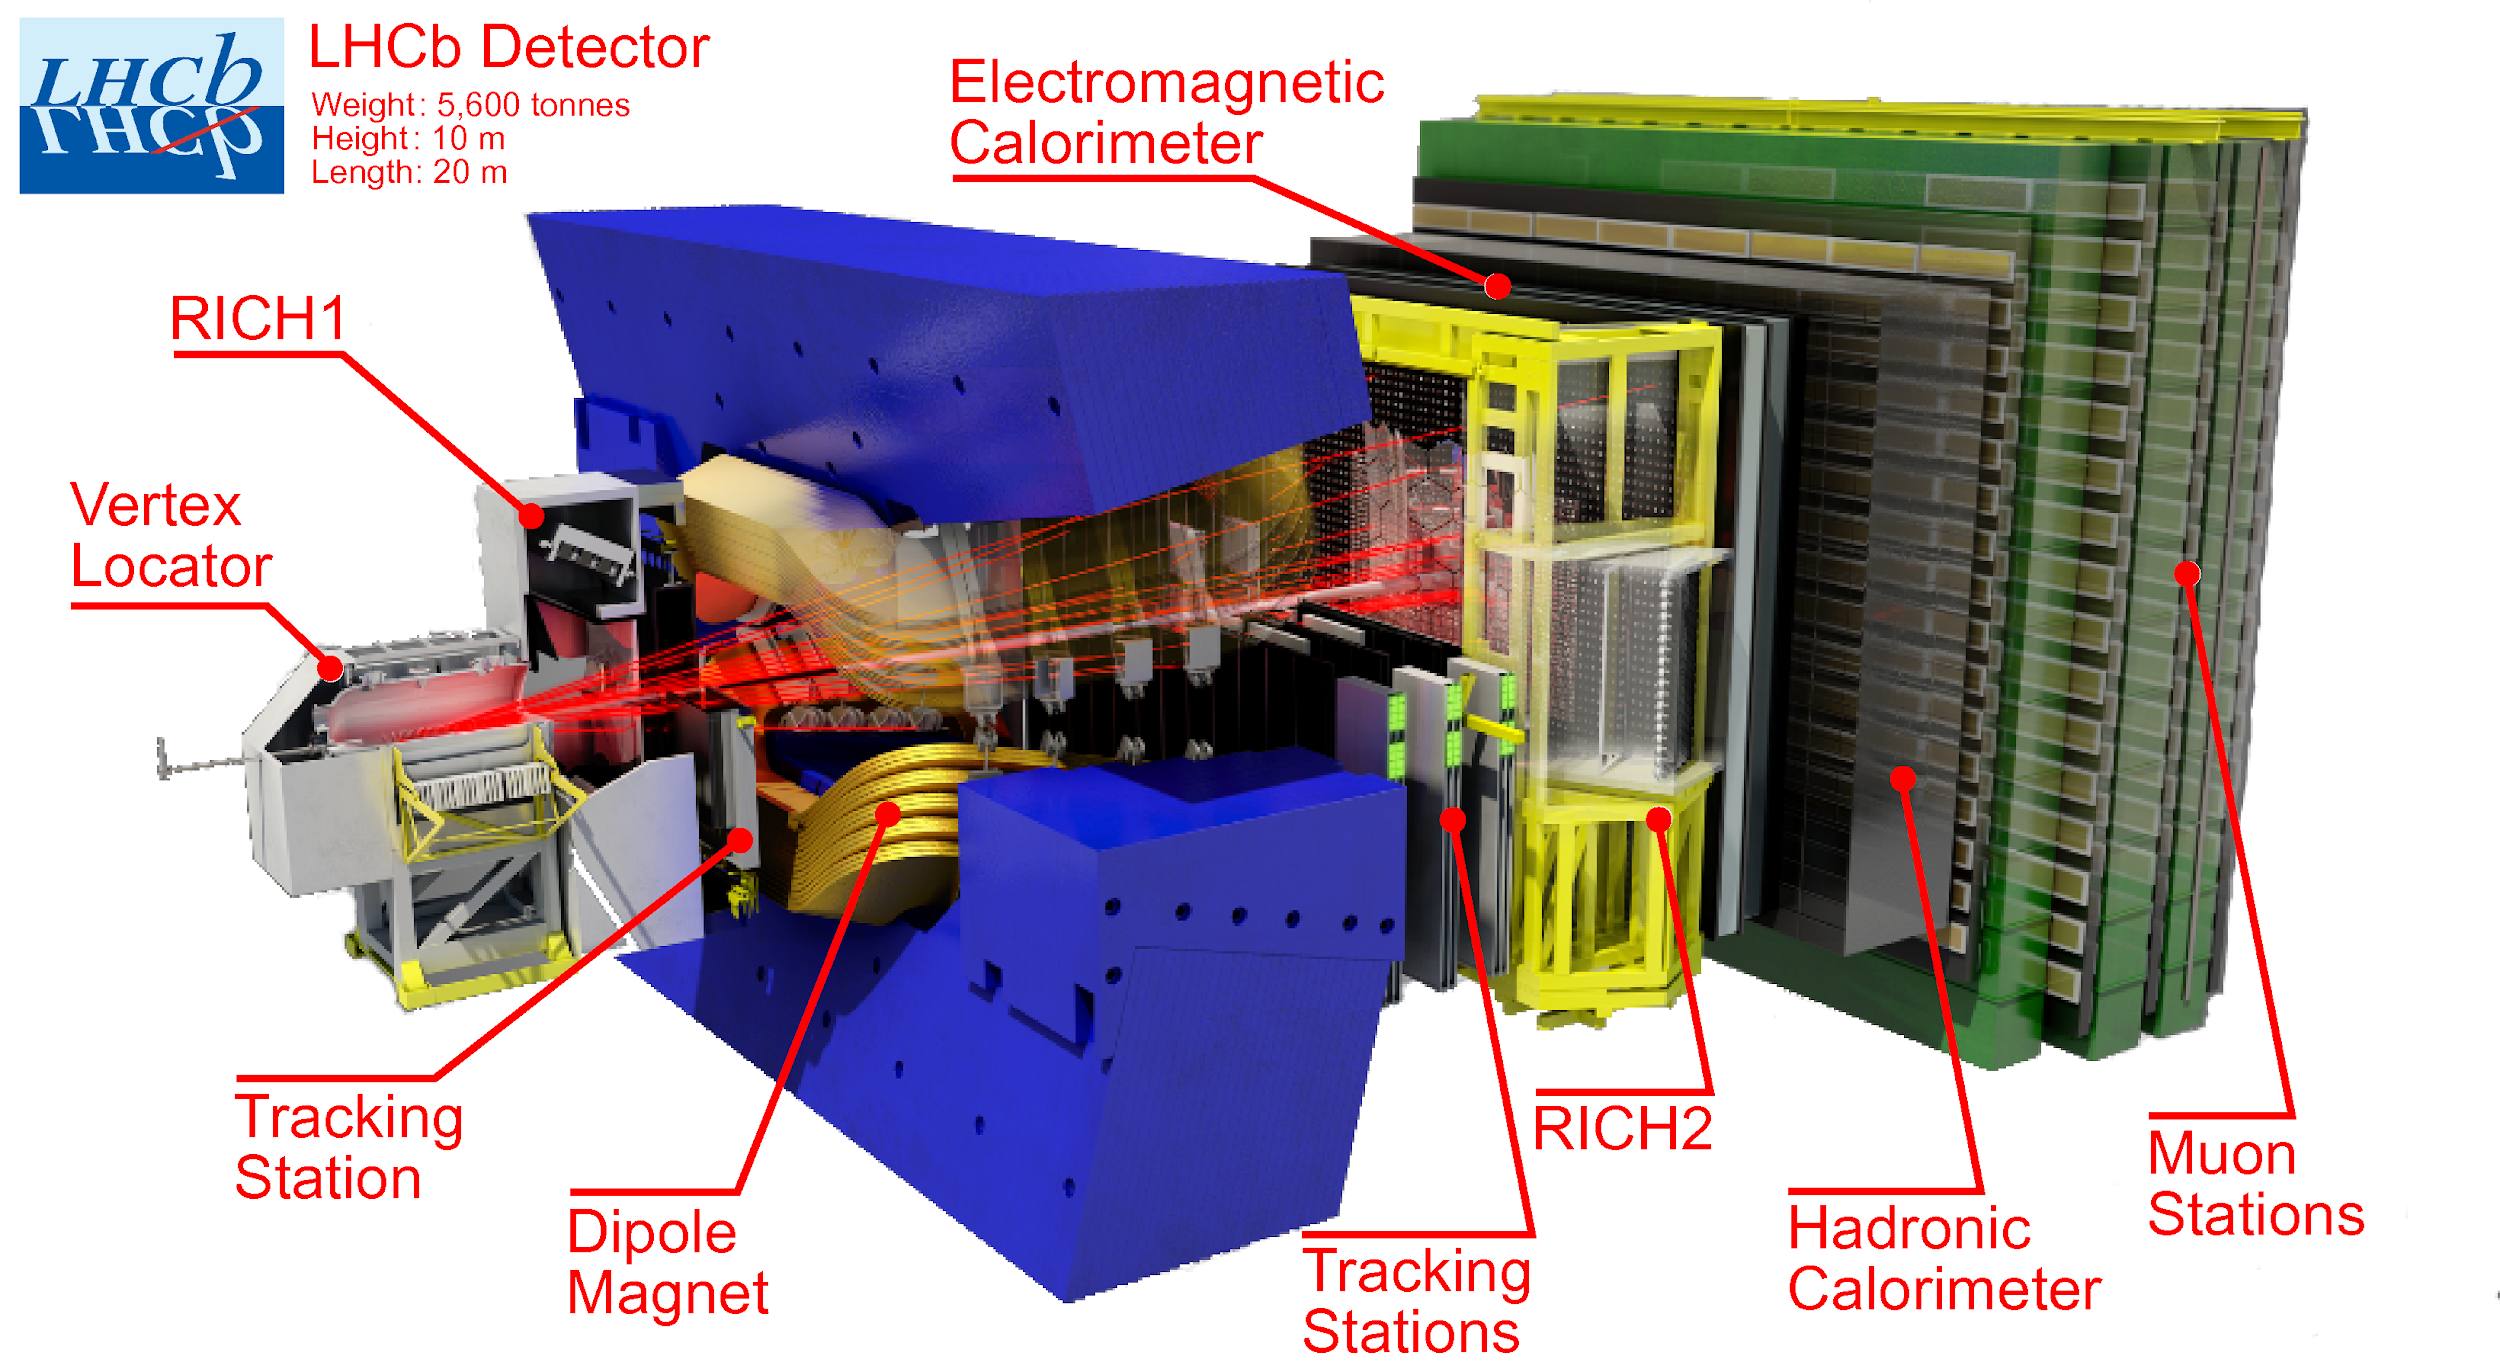 LHCb
LHCb Detector
Weight: 5,600 tonnes
Height: 10 m
Length: 20 m
Electromagnetic
Calorimeter
RICH1
Vertex
Locator
Tracking
Station
Dipole
Magnet
Tracking
Stations
RICH2
Hadronic
Calorimeter
Muon
Stations